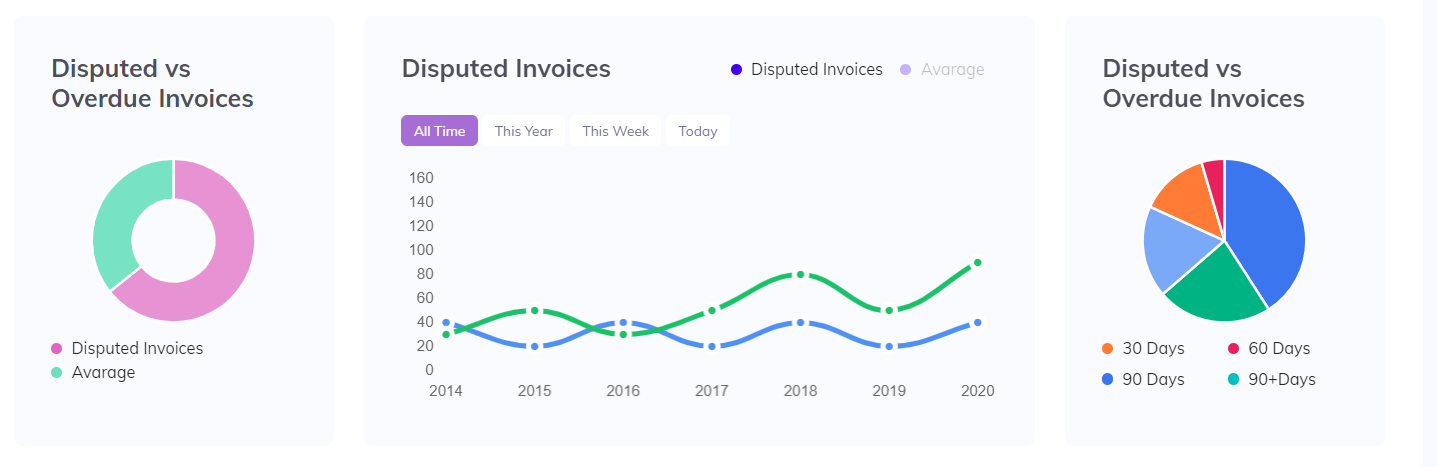 Disputed vs
Overdue Invoices
Disputed Invoices
Avarage
Disputed Invoices
Disputed Invoices
Avarage
All Time
This Year
This Week
Today
160
140
120
100
80
60
40
20
0
2014
2015
2016
2017
2018
2019
2020
Disputed vs
Overdue Invoices
30 Days
60 Days
90 Days
90+Days